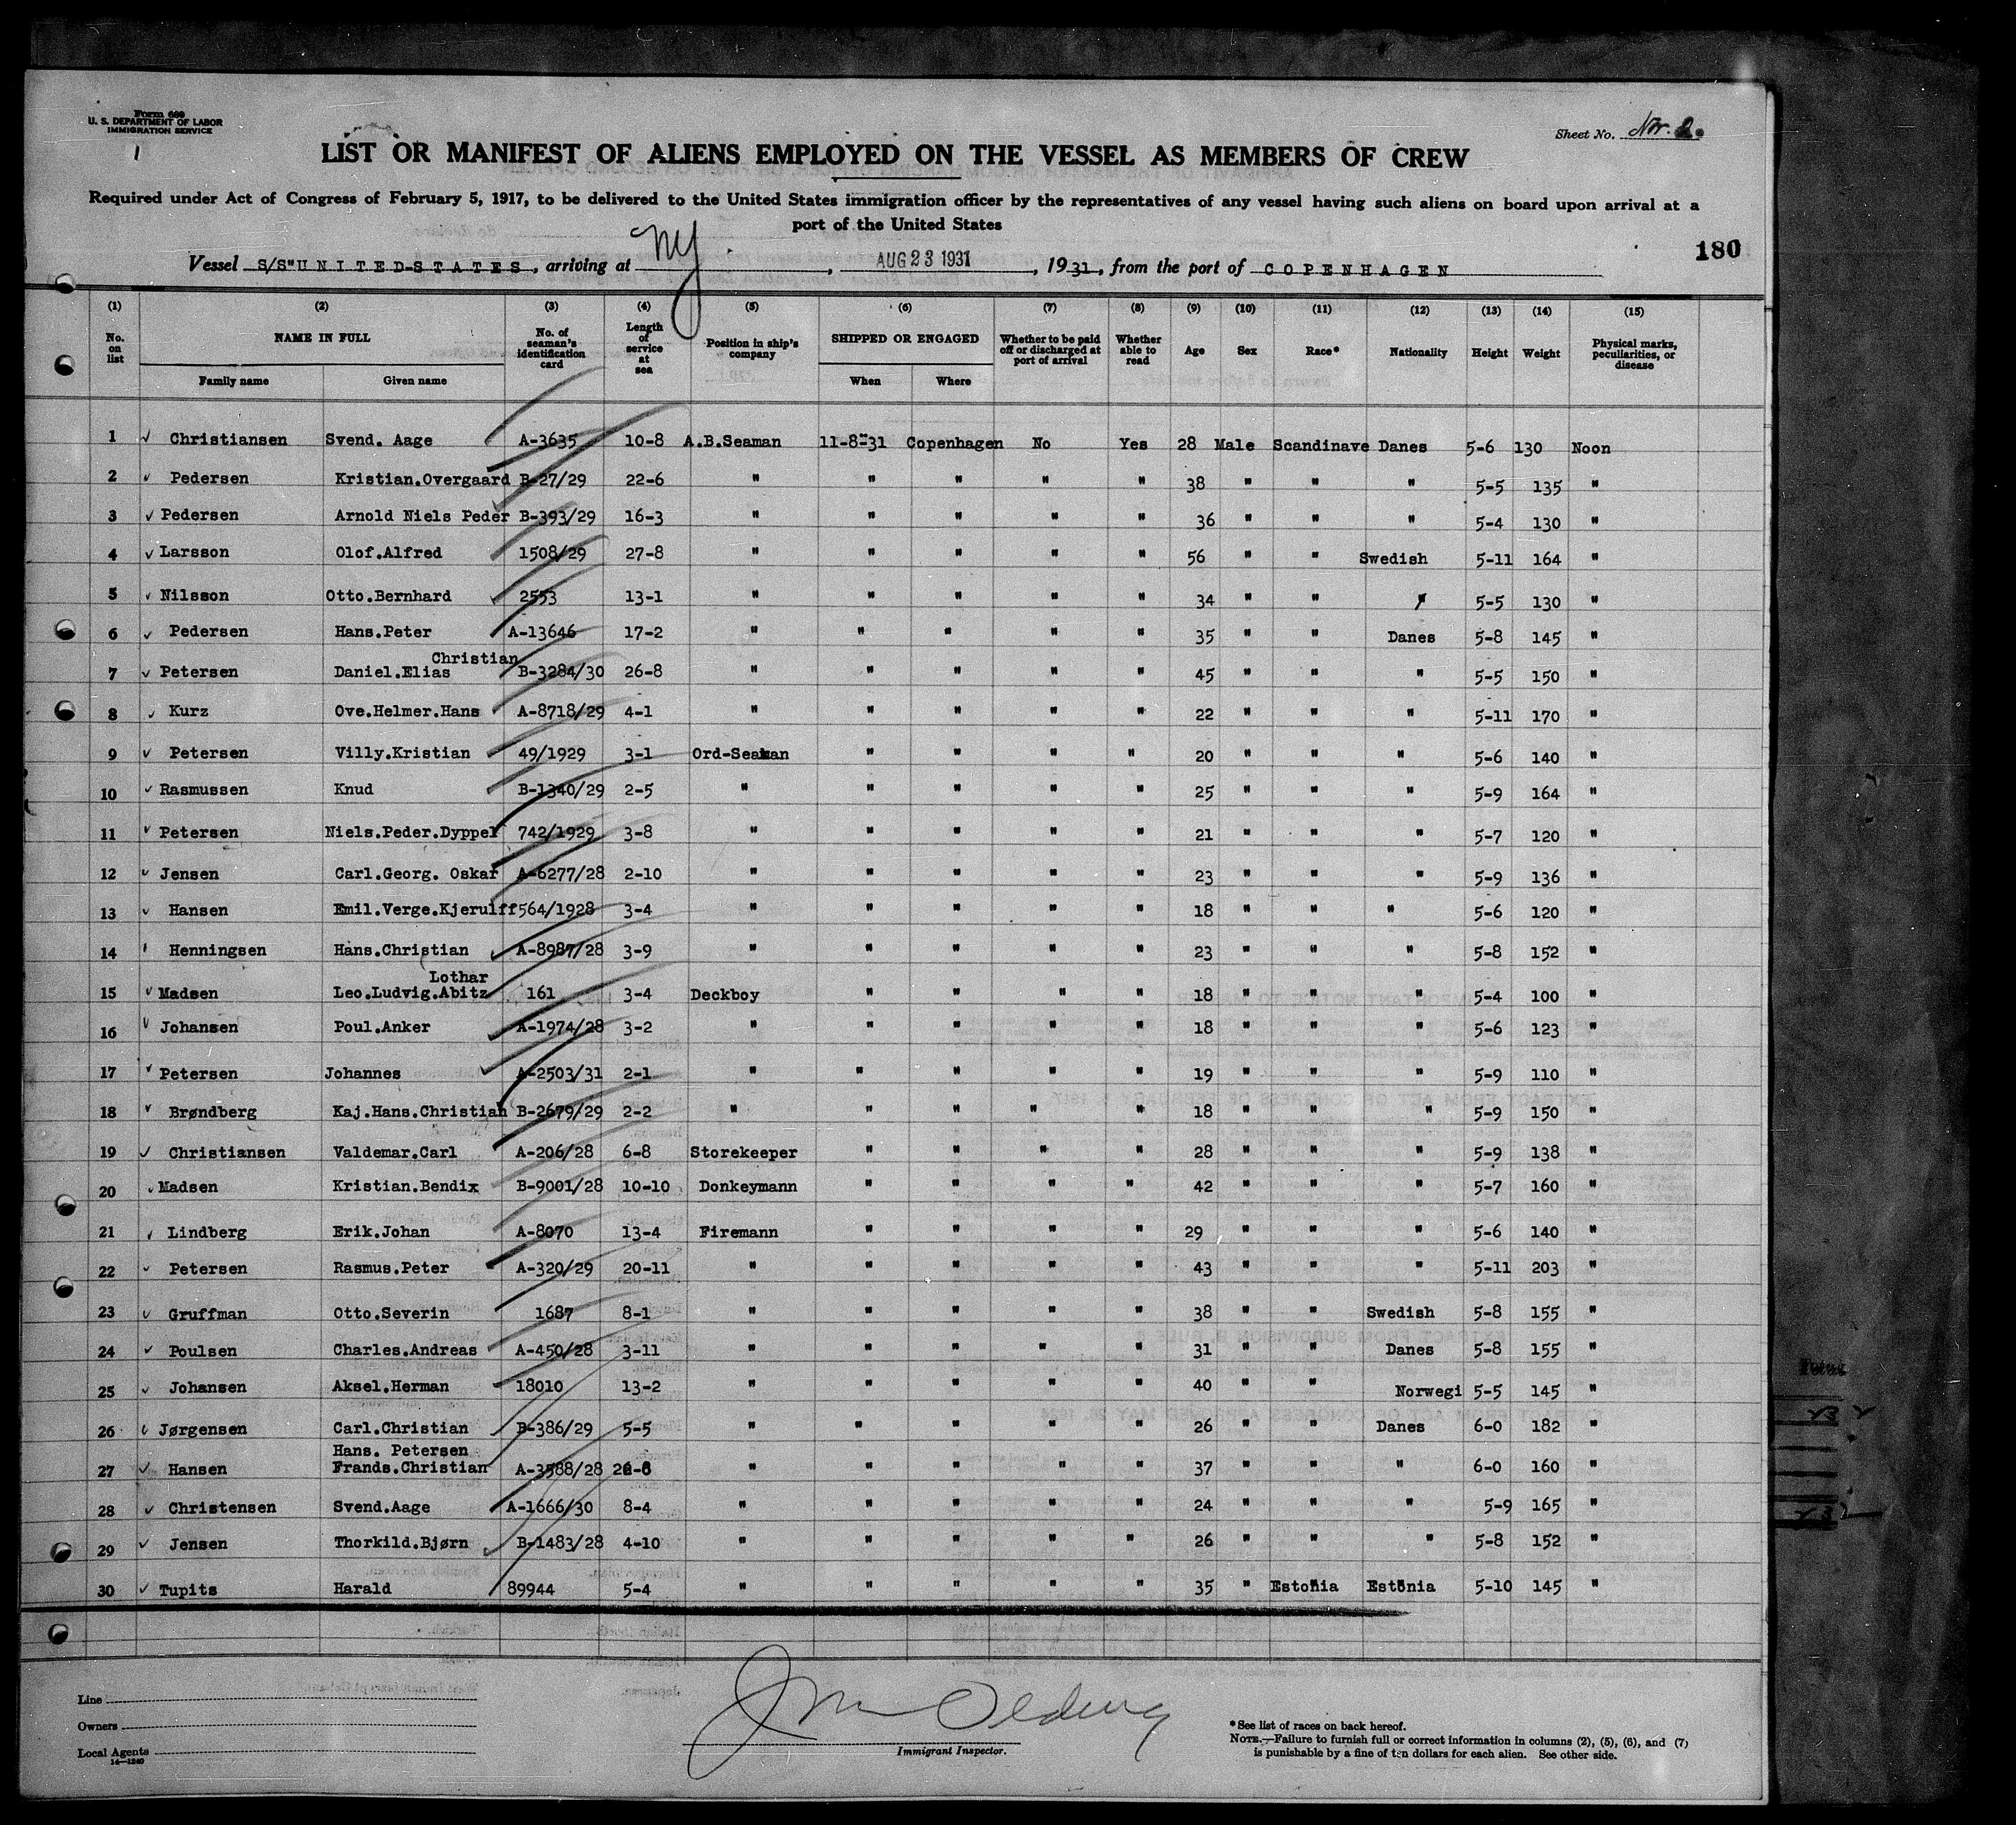 Form 689
U. S. DEPARTMENT OF LABOR
IMMIGRATION SERVICE
Sheet No. Nr. 2.
LIST OR MANIFEST OF ALIENS EMPLOYED ON THE VESSEL AS MEMBERS OF CREW
Required under Act of Congress of February 5, 1917, to be delivered to the United States immigration officer by the representatives of any vessel having such aliens on board upon arrival at a
port of the United States
180
Vessel S/S"UNITED-STATES, arriving at NY, AUG 23 1931, 1931, from the port of COPENHAGEN
(1) (2) (3) (4) (5) (6) (7) (8) (9) (10) (11) (12) (13) (14) (15)
No. on list NAME IN FULL Family name Given name No. of seaman's identification card Length of service at sea Position in ship's company SHIPPED OR ENGAGED When Where Whether to be paid off or discharged at port of arrival Whether able to read Age Sex Race* Nationality Height Weight Physical marks, peculiarities, or disease
1 Christiansen Svend. Aage A-3635 10-8 A.B.Seaman 11-8-31 Copenhagen No Yes 28 Male Scandinave Danes 5-6 130 Noon
2 Pedersen Kristian.Overgaard B-27/29 22-6 " " " " " 38 " " " 5-5 135 "
3 Pedersen Arnold Niels Peder B-393/29 16-3 " " " " " 36 " " " 5-4 130 "
4 Larsson Olof.Alfred 1508/29 27-8 " " " " " 56 " " Swedish 5-11 164 "
5 Nilsson Otto.Bernhard 2553 13-1 " " " " " 34 " " " 5-5 130 "
6 Pedersen Hans.Peter A-13646 17-2 " " " " " 35 " " Danes 5-8 145 "
Christian
7 Petersen Daniel.Elias B-3284/30 26-8 " " " " " 45 " " " 5-5 150 "
8 Kurz Ove.Helmer.Hans A-8718/29 4-1 " " " " " 22 " " " 5-11 170 "
9 Petersen Villy.Kristian 49/1929 3-1 Ord-Seaman " " " " 20 " " " 5-6 140 "
10 Rasmussen Knud B-1340/29 2-5 " " " " " 25 " " " 5-9 164 "
11 Petersen Niels.Peder.Dyppel 742/1929 3-8 " " " " " 21 " " " 5-7 120 "
12 Jensen Carl.Georg. Oskar A-6277/28 2-10 " " " " " 23 " " " 5-9 136 "
13 Hansen Emil.Verge.Kjerulff 564/1928 3-4 " " " " " 18 " " " 5-6 120 "
14 Henningsen Hans.Christian A-8987/28 3-9 " " " " " 23 " " " 5-8 152 "
Lothar
15 Madsen Leo.Ludvig.Abitz 161 3-4 Deckboy " " " " 18 " " " 5-4 100 "
16 Johansen Poul.Anker A-1974/28 3-2 " " " " " 18 " " " 5-6 123 "
17 Petersen Johannes A-2503/31 2-1 " " " " " 19 " " " 5-9 110 "
18 Brøndberg Kaj.Hans.Christian B-2679/29 2-2 " " " " " 18 " " " 5-9 150 "
19 Christiansen Valdemar.Carl A-206/28 6-8 Storekeeper " " " " 28 " " " 5-9 138 "
20 Madsen Kristian.Bendix B-9001/28 10-10 Donkeymann " " " " 42 " " " 5-7 160 "
21 Lindberg Erik.Johan A-8070 13-4 Firemann " " " " 29 " " " 5-6 140 "
22 Petersen Rasmus.Peter A-320/29 20-11 " " " " " 43 " " " 5-11 203 "
23 Gruffman Otto.Severin 1687 8-1 " " " " " 38 " " Swedish 5-8 155 "
24 Poulsen Charles.Andreas A-450/28 3-11 " " " " " 31 " " Danes 5-8 155 "
25 Johansen Aksel.Herman 18010 13-2 " " " " " 40 " " Norwegi 5-5 145 "
26 Jørgensen Carl.Christian B-386/29 5-5 " " " " " 26 " " Danes 6-0 182 "
Hans. Petersen
27 Hansen Frands.Christian A-3588/28 " " " " " 37 " " " 6-0 160 "
28 Christensen Svend.Aage A-1666/30 8-4 " " " " " 24 " " " 5-9 165 "
29 Jensen Thorkild.Bjørn B-1483/28 4-10 " " " " " 26 " " " 5-8 152 "
30 Tupits Harald 89944 5-4 " " " " " 35 " Estonia Estonia 5-10 145 "
Line
Owners
Local Agents
14-1240
Immigrant Inspector.
*See list of races on back hereof.
NOTE.—Failure to furnish full or correct information in columns (2), (5), (6), and (7)
is punishable by a fine of ten dollars for each alien. See other side.